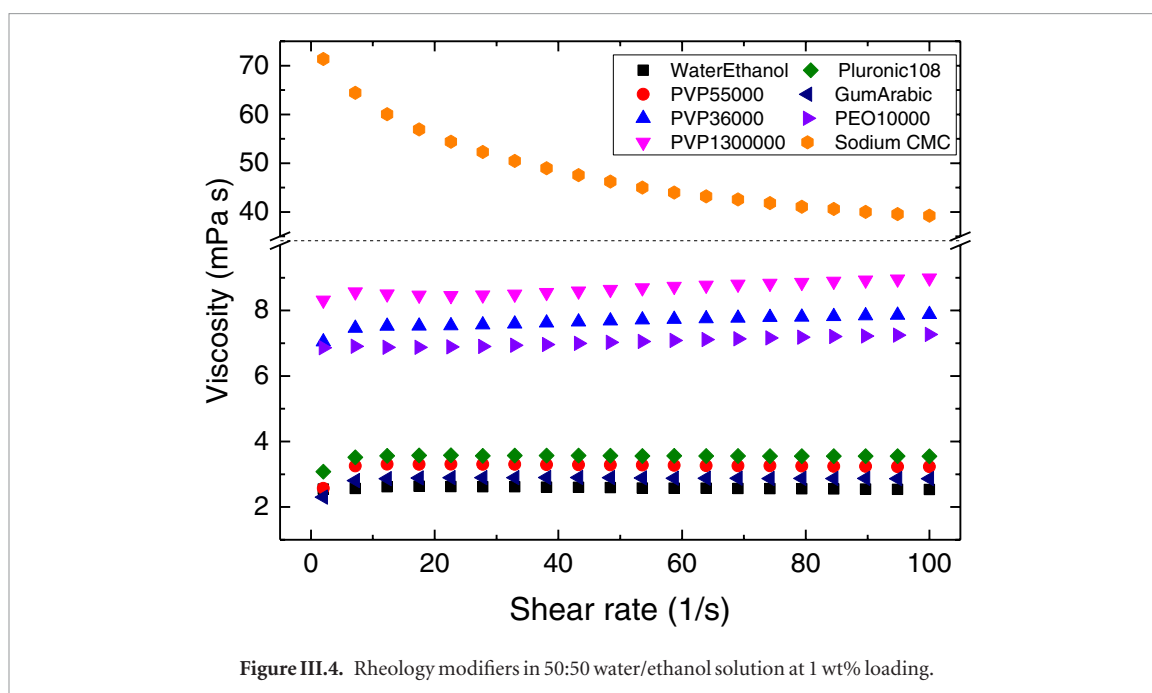 70
60
50
40
8
6
4
2
Viscosity (mPa s)
WaterEthanol
PVP55000
PVP36000
PVP1300000
Pluronic108
GumArabic
PEO10000
Sodium CMC
0 20 40 60 80 100
Shear rate (1/s)
Figure III.4. Rheology modifiers in 50:50 water/ethanol solution at 1 wt% loading.